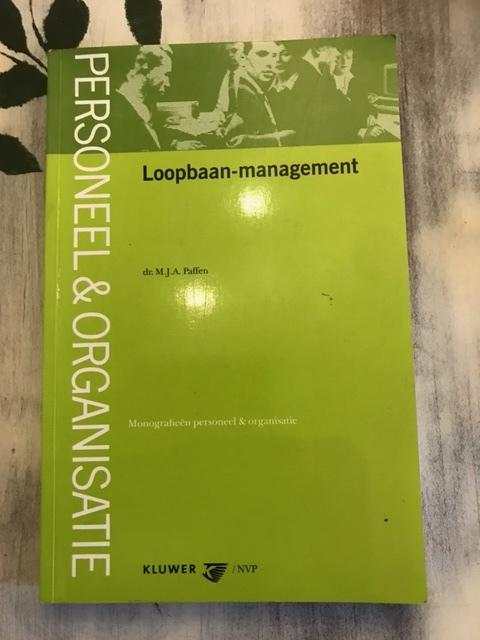 PERSONEEL & ORGANISATIE
Loopbaan-management
dr. M.J.A. Paffen
Monografieën personeel & organisatie
KLUWER / NVP